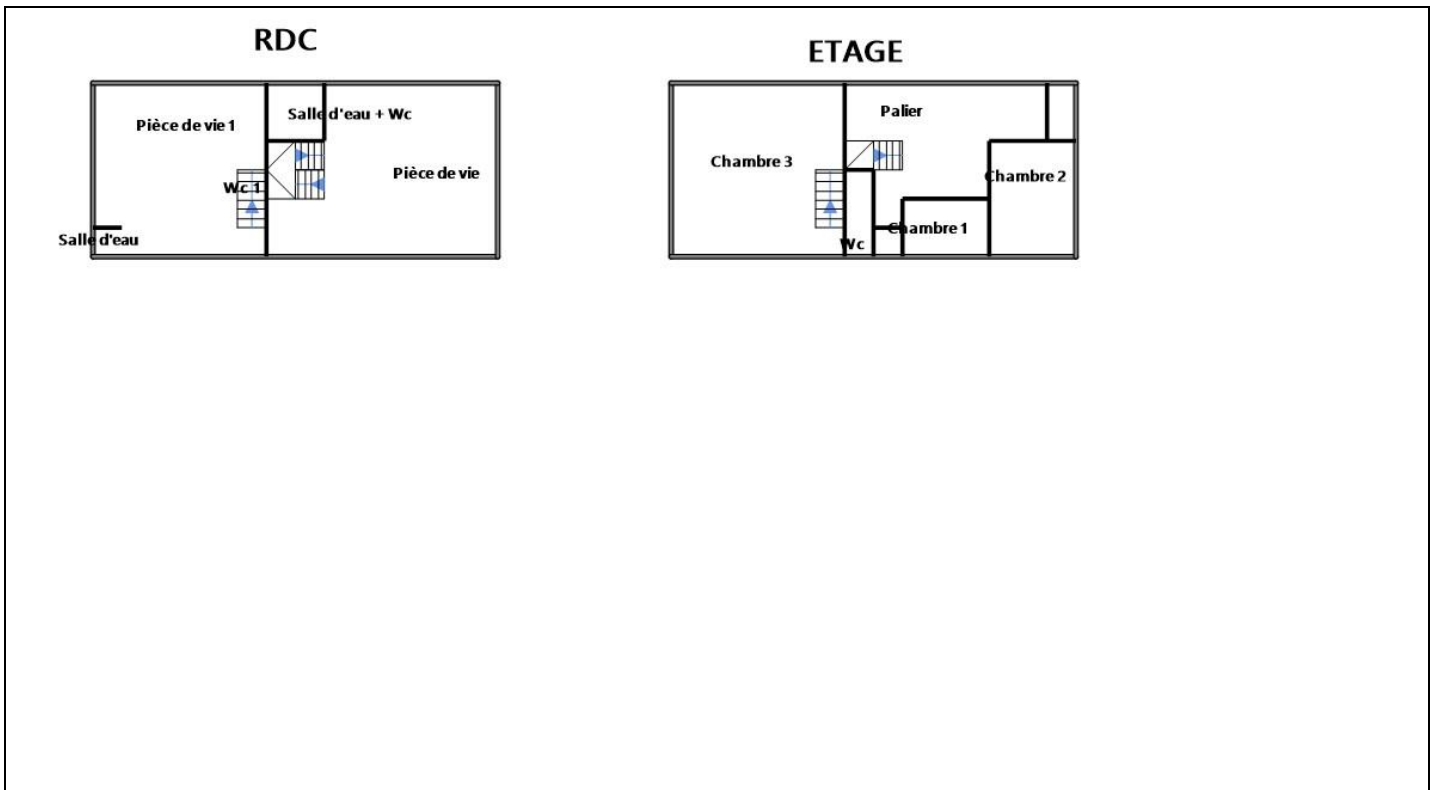 RDC
Pièce de vie 1
Salle d'eau + Wc
Pièce de vie
Wc 1
Salle d'eau
ETAGE
Palier
Chambre 3
Chambre 2
Chambre 1
Wc